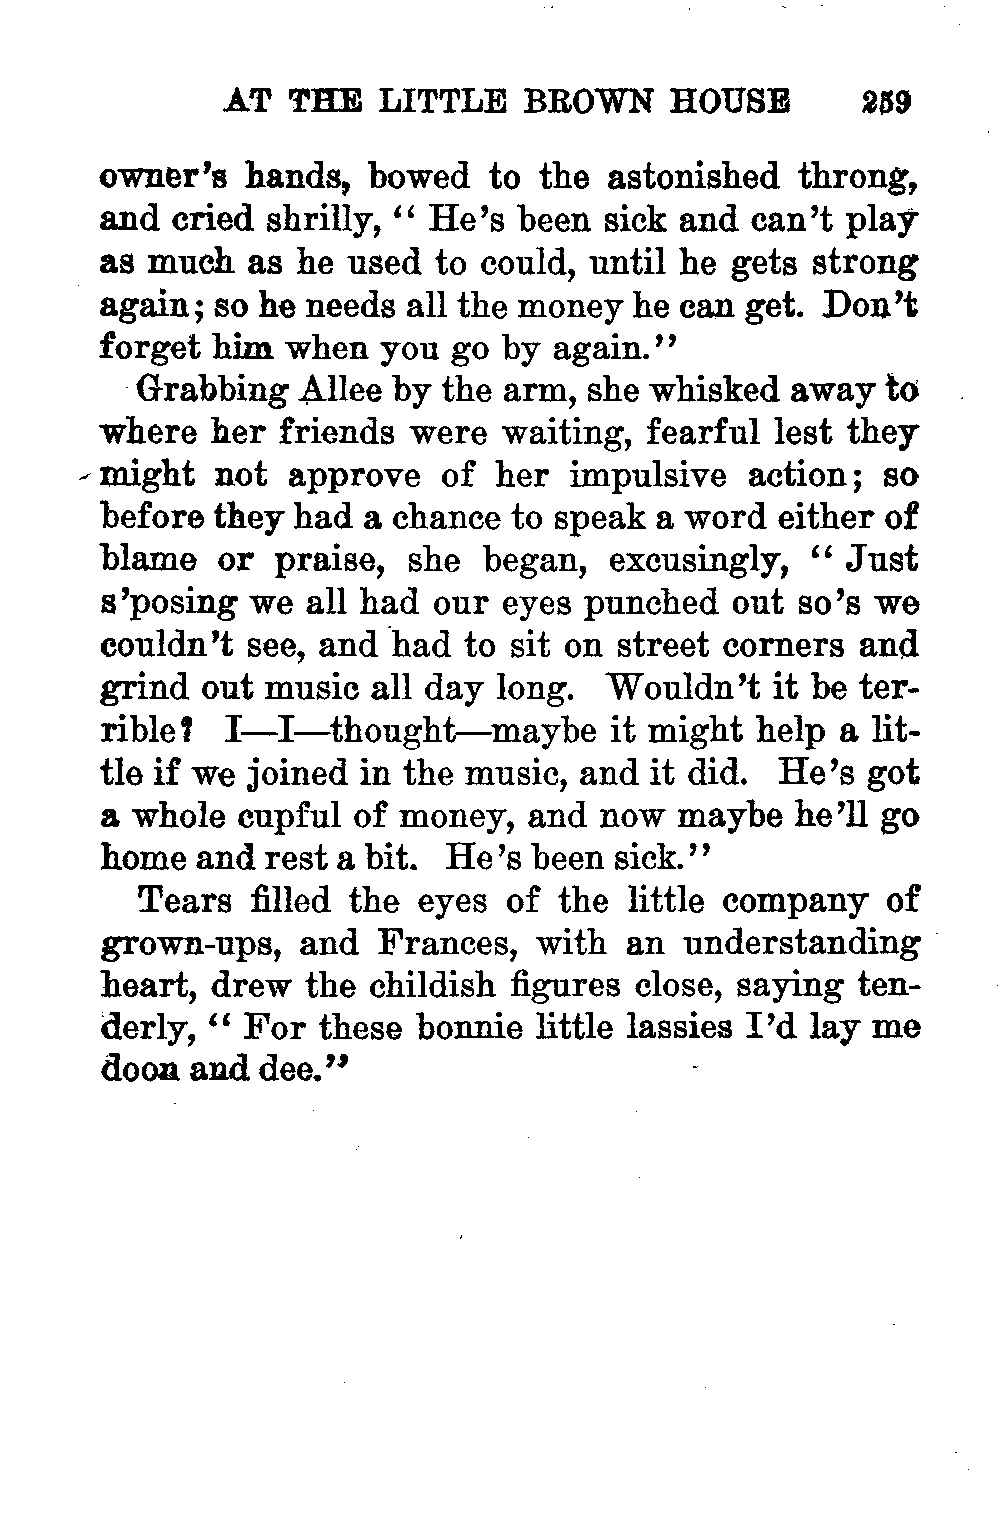 AT THE LITTLE BROWN HOUSE 259
owner's hands, bowed to the astonished throng,
and cried shrilly, "He's been sick and can't play
as much as he used to could, until he gets strong
again; so he needs all the money he can get. Don't
forget him when you go by again."
Grabbing Allee by the arm, she whisked away to
where her friends were waiting, fearful lest they
might not approve of her impulsive action; so
before they had a chance to speak a word either of
blame or praise, she began, excusingly, "Just
s'posing we all had our eyes punched out so's we
couldn't see, and had to sit on street corners and
grind out music all day long. Wouldn't it be ter-
rible? I—I—thought—maybe it might help a lit-
tle if we joined in the music, and it did. He's got
a whole cupful of money, and now maybe he'll go
home and rest a bit. He's been sick."
Tears filled the eyes of the little company of
grown-ups, and Frances, with an understanding
heart, drew the childish figures close, saying ten-
derly, "For these bonnie little lassies I'd lay me
doon and dee."